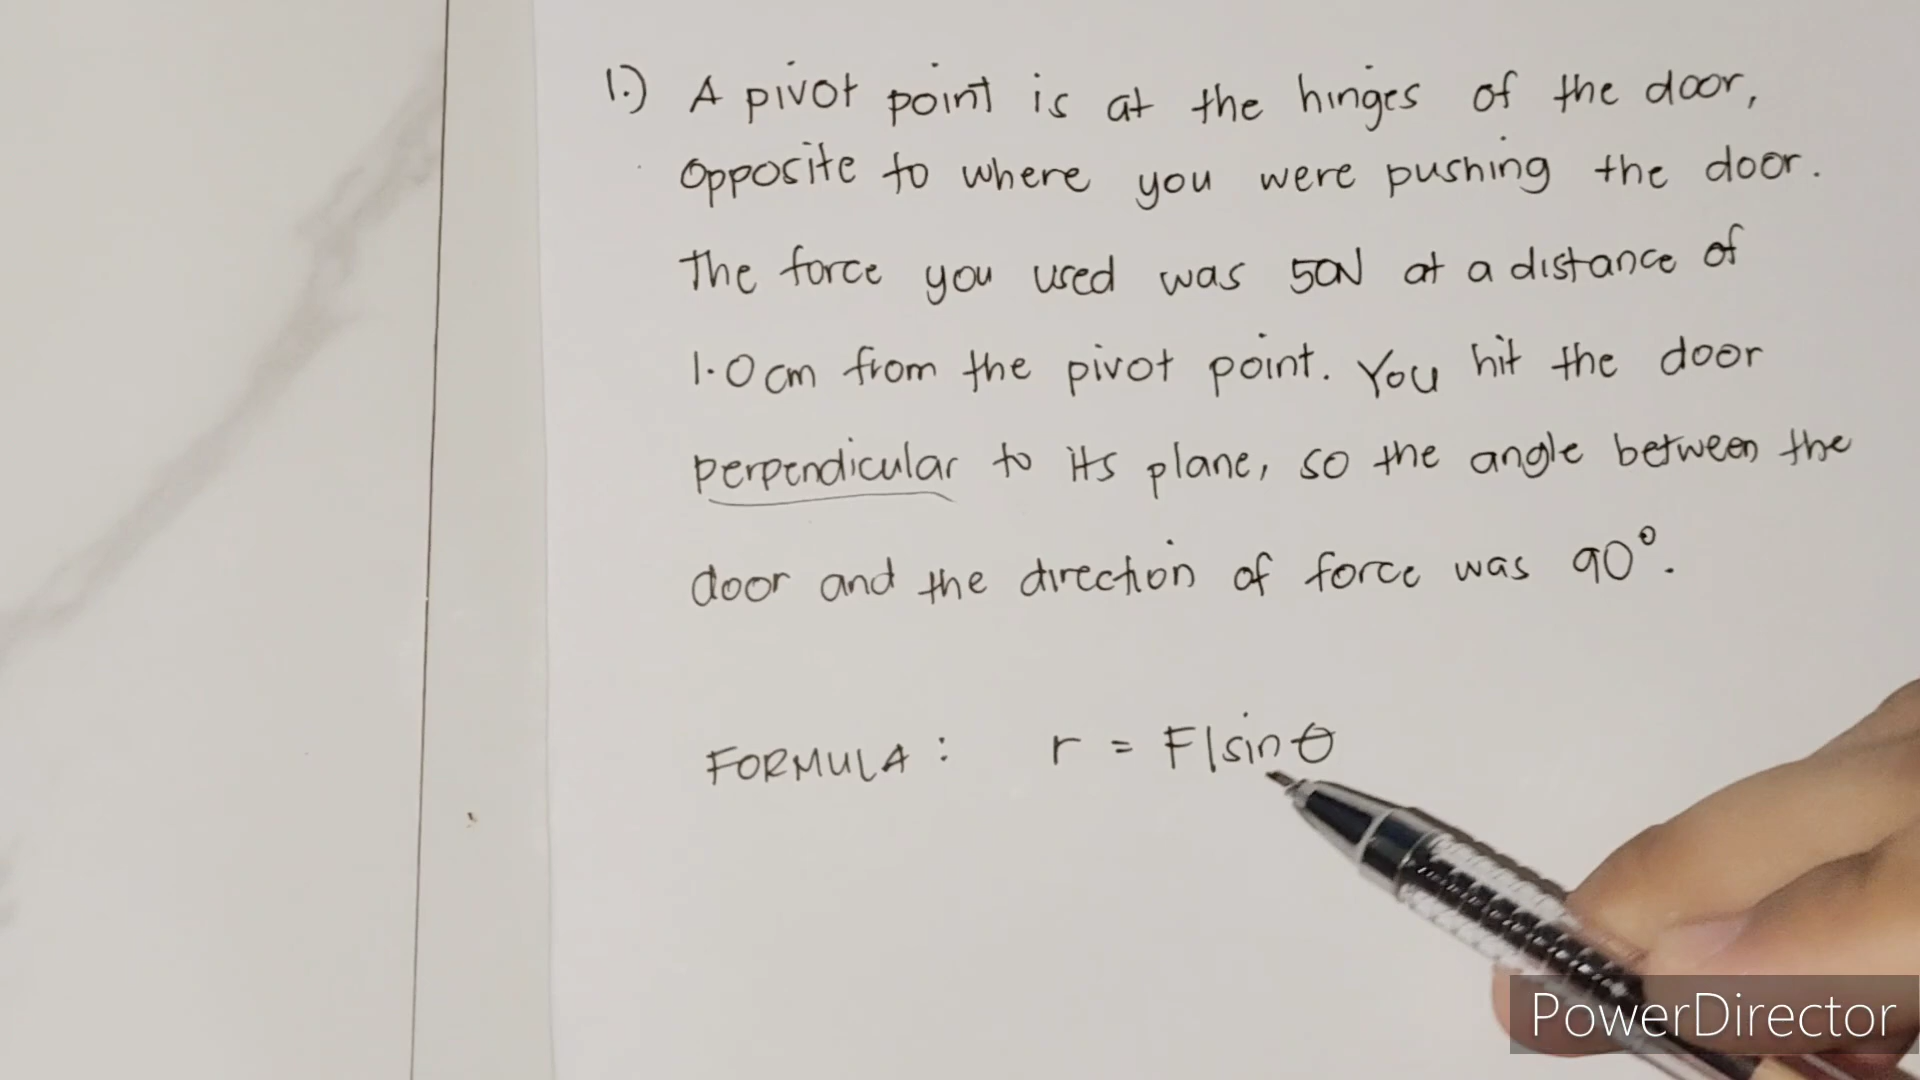 1.) A pivot point is at the hinges of the door,
opposite to where you were pushing the door.
The force you used was 50N at a distance of
1.0 cm from the pivot point. You hit the door
perpendicular to its plane, so the angle between the
door and the direction of force was 90°.
FORMULA : r = Flsinθ
PowerDirector